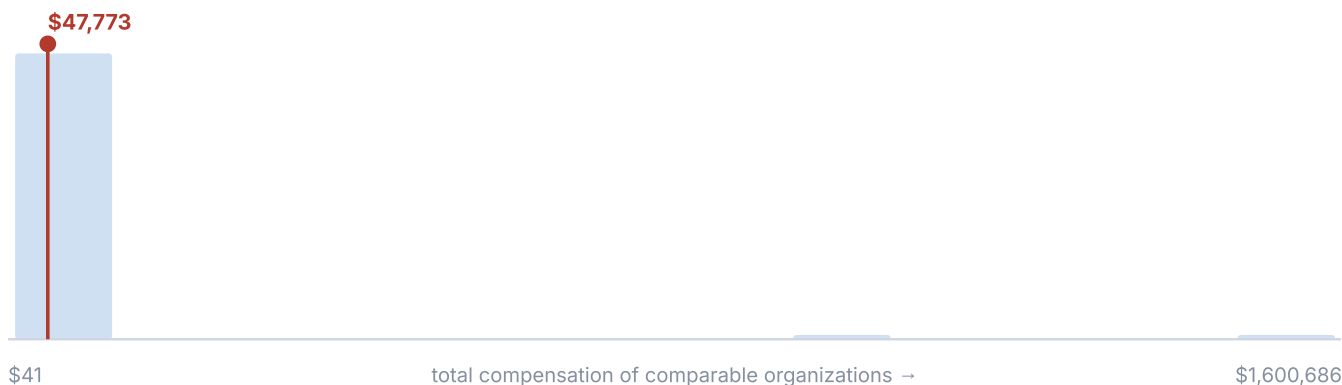 $47,773
$41
total compensation of comparable organizations →
$1,600,686